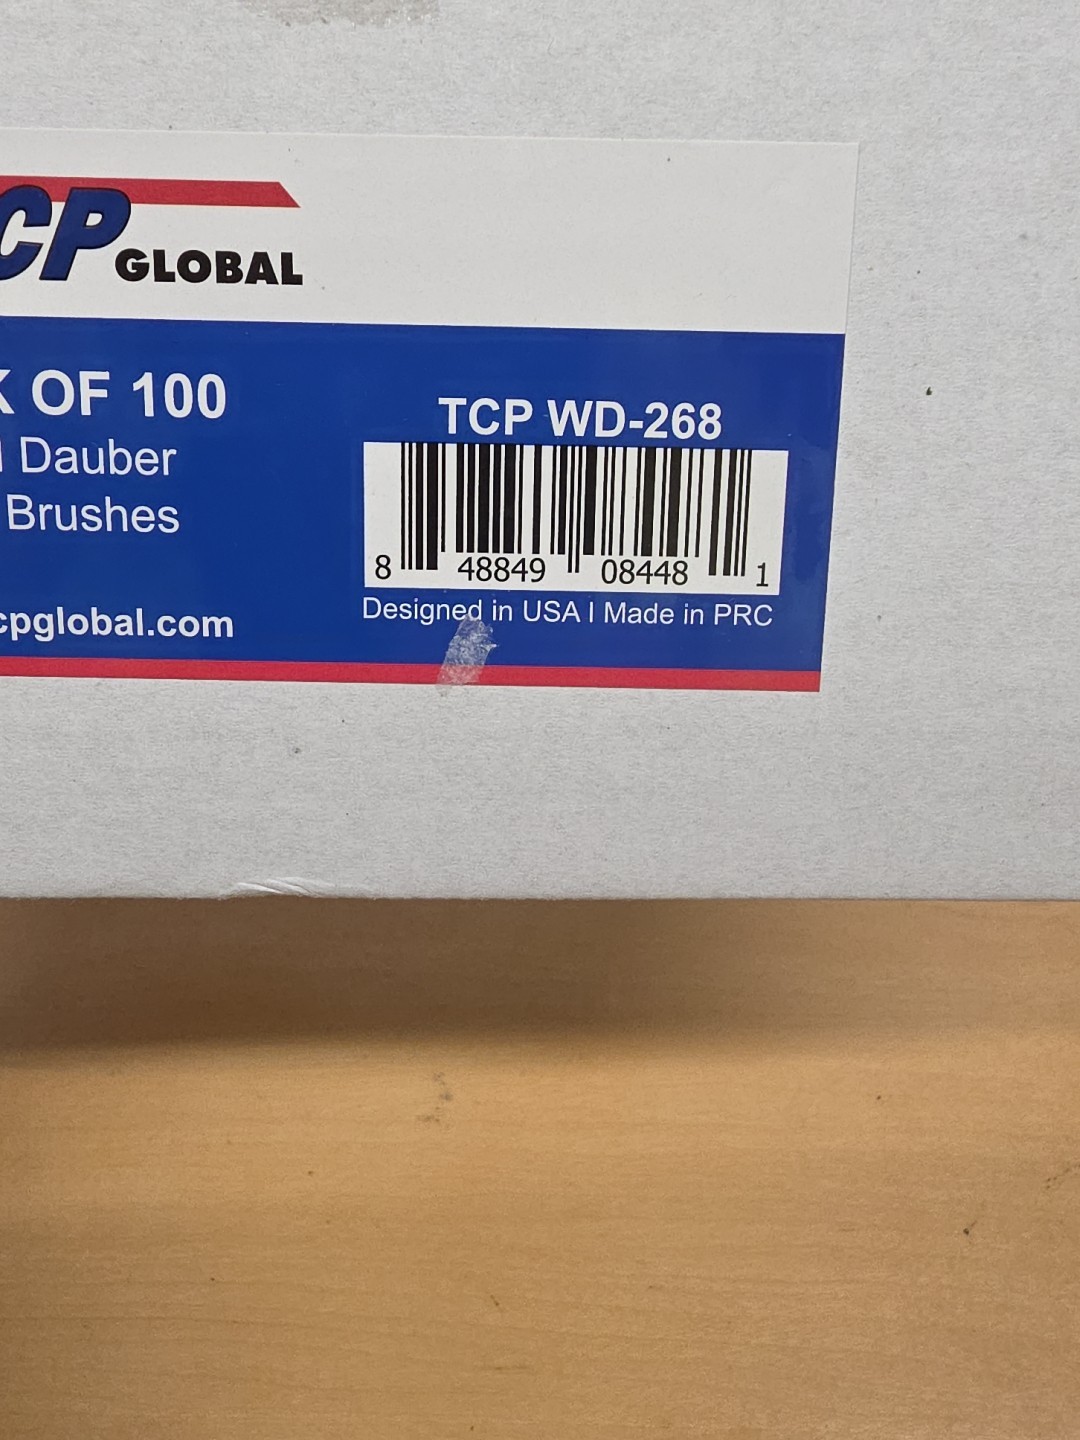 CP GLOBAL
K OF 100
l Dauber
Brushes
cpglobal.com
TCP WD-268
8 48849 08448 1
Designed in USA I Made in PRC